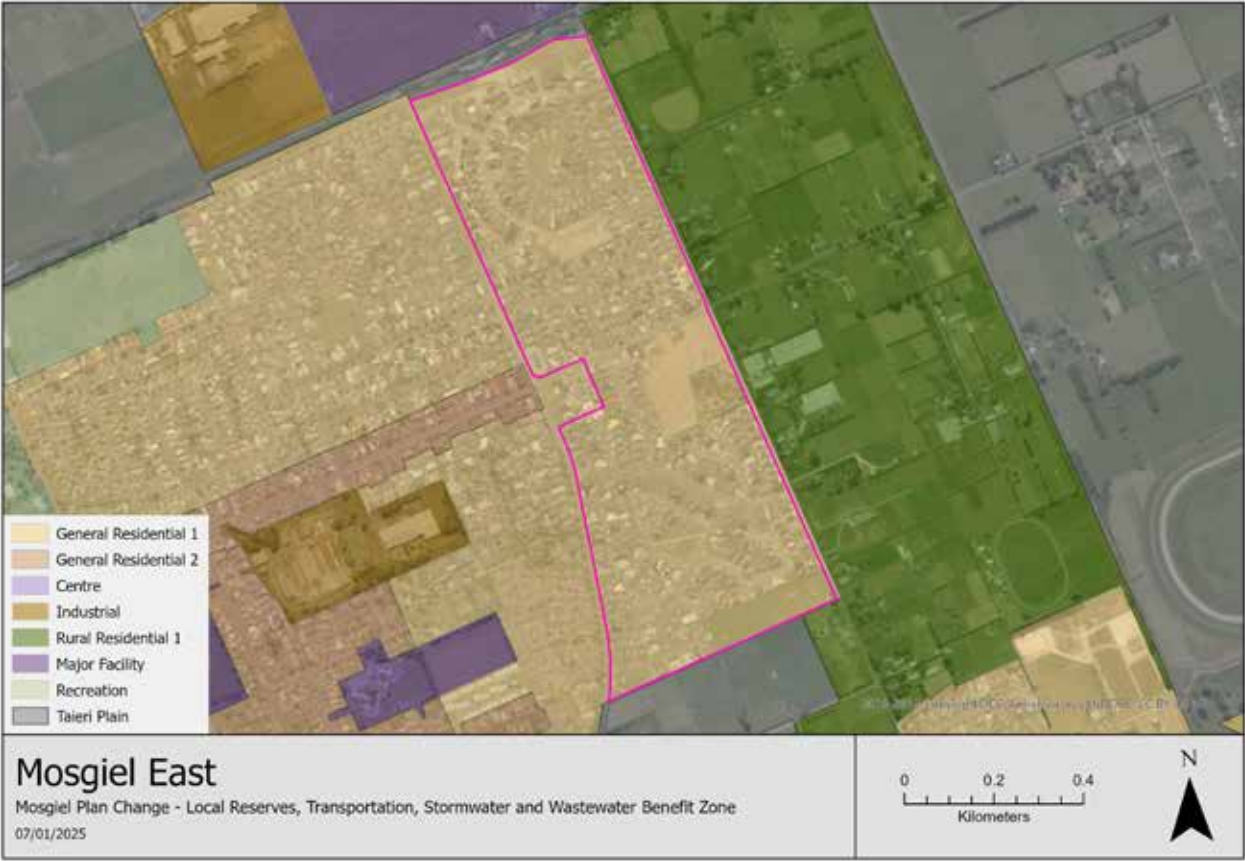 General Residential 1
General Residential 2
Centre
Industrial
Rural Residential 1
Major Facility
Recreation
Taieri Plain
Mosgiel East
Mosgiel Plan Change - Local Reserves, Transportation, Stormwater and Wastewater Benefit Zone
07/01/2025
0 0.2 0.4
Kilometers
N